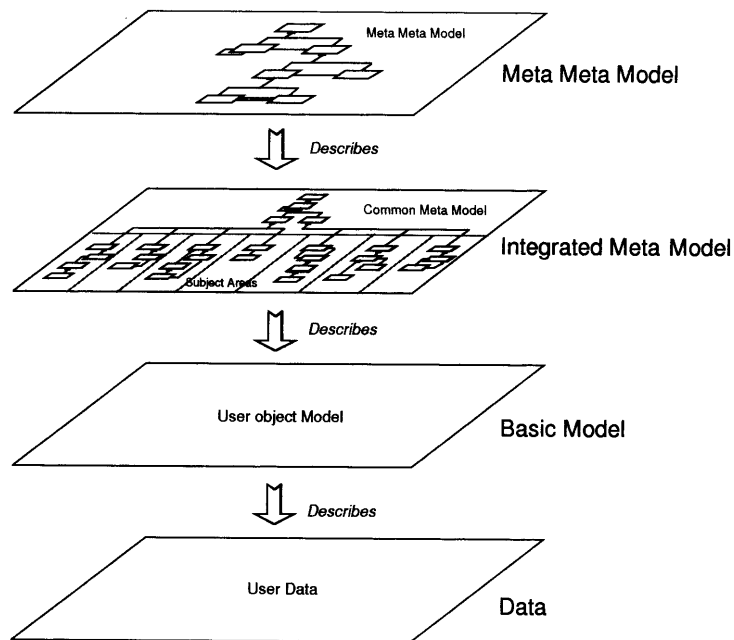 Meta Meta Model
Meta Meta Model
Describes
Common Meta Model
Integrated Meta Model
Subject Areas
Describes
User object Model
Basic Model
Describes
User Data
Data